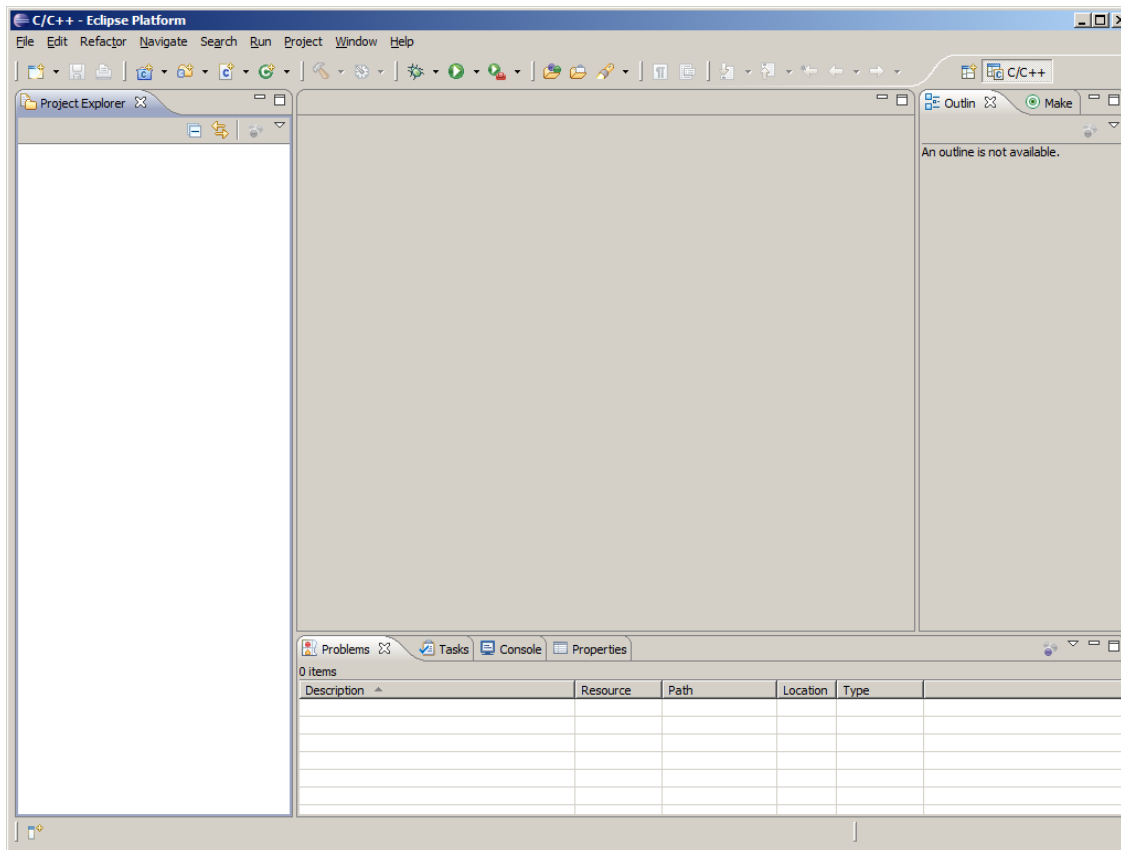 C/C++ - Eclipse Platform
File Edit Refactor Navigate Search Run Project Window Help
C/C++
Project Explorer
Outlin Make
An outline is not available.
Problems Tasks Console Properties
0 items
Description Resource Path Location Type